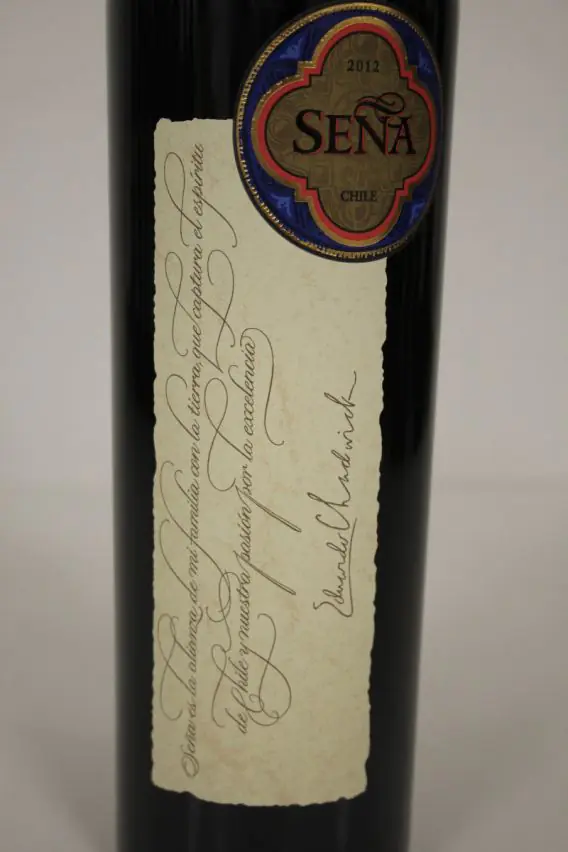 2012
SEÑA
CHILE
Seña es la alianza de mi familia con la tierra, que captura el espíritu
de Chile y nuestra pasión por la excelencia
Eduardo Chadwick